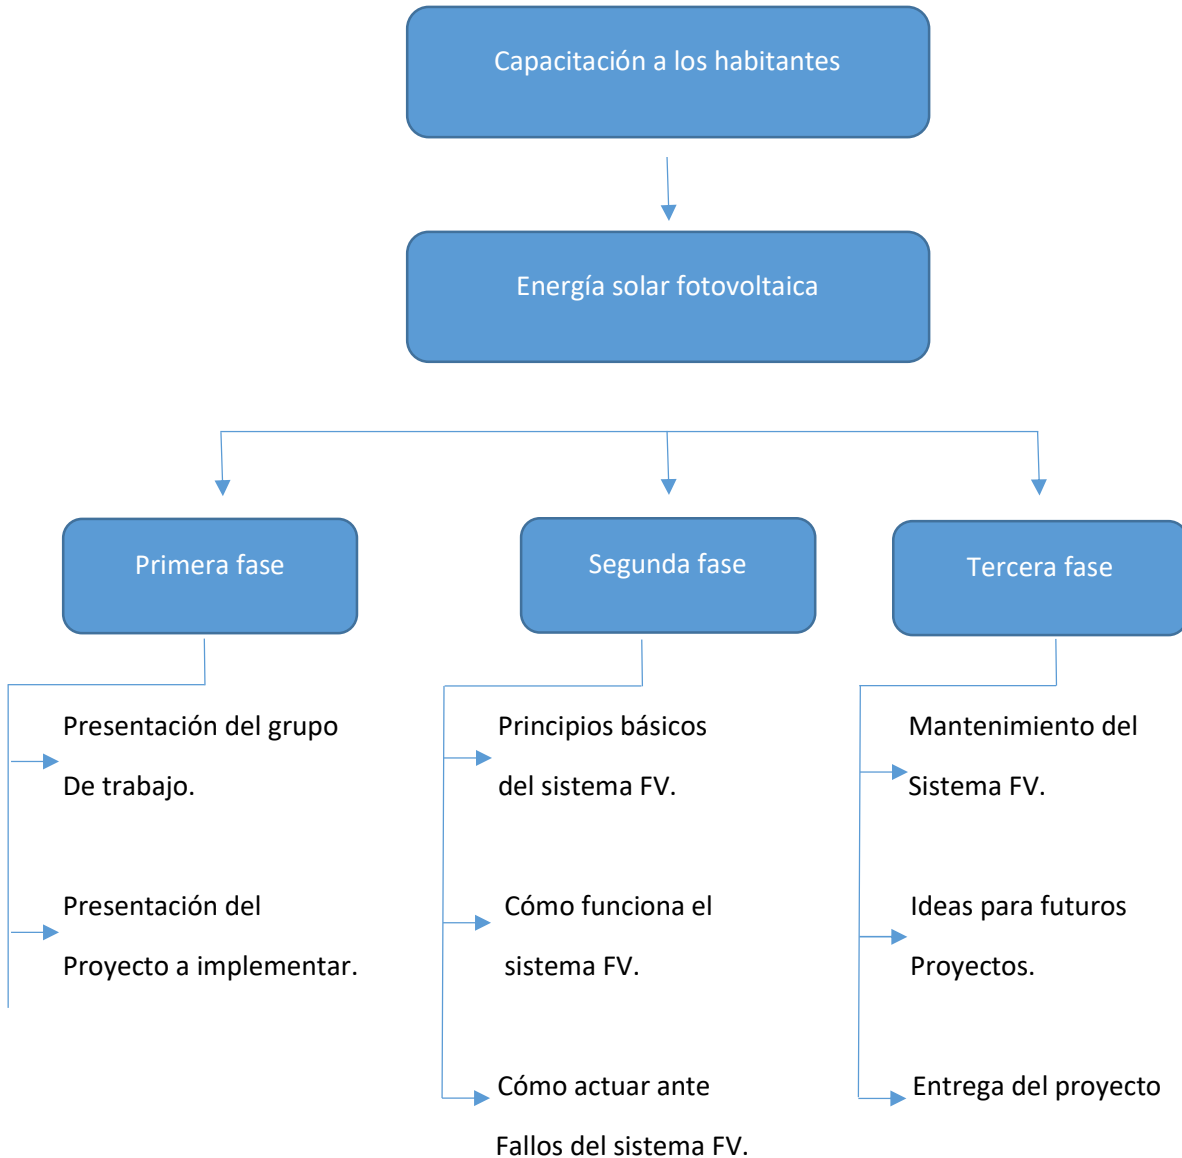 Capacitación a los habitantes
Energía solar fotovoltaica
Primera fase
Segunda fase
Tercera fase
Presentación del grupo
De trabajo.
Presentación del
Proyecto a implementar.
Principios básicos
del sistema FV.
Cómo funciona el
sistema FV.
Cómo actuar ante
Fallos del sistema FV.
Mantenimiento del
Sistema FV.
Ideas para futuros
Proyectos.
Entrega del proyecto